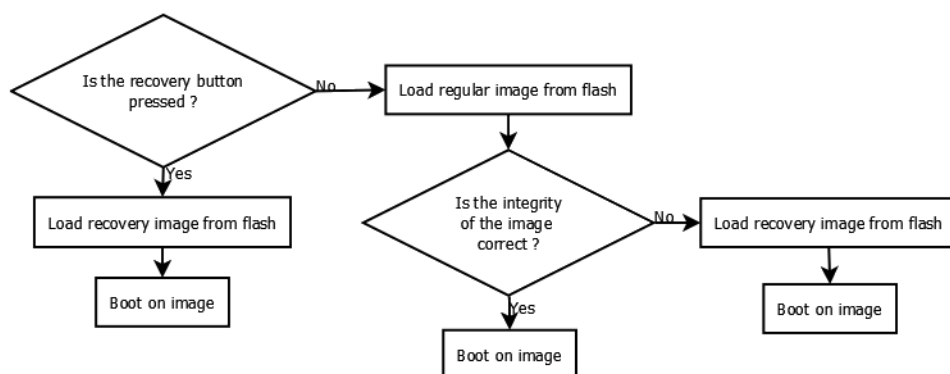 Is the recovery button
pressed ?
No
Load regular image from flash
Yes
Load recovery image from flash
Boot on image
Is the integrity
of the image
correct ?
No
Load recovery image from flash
Boot on image
Yes
Boot on image